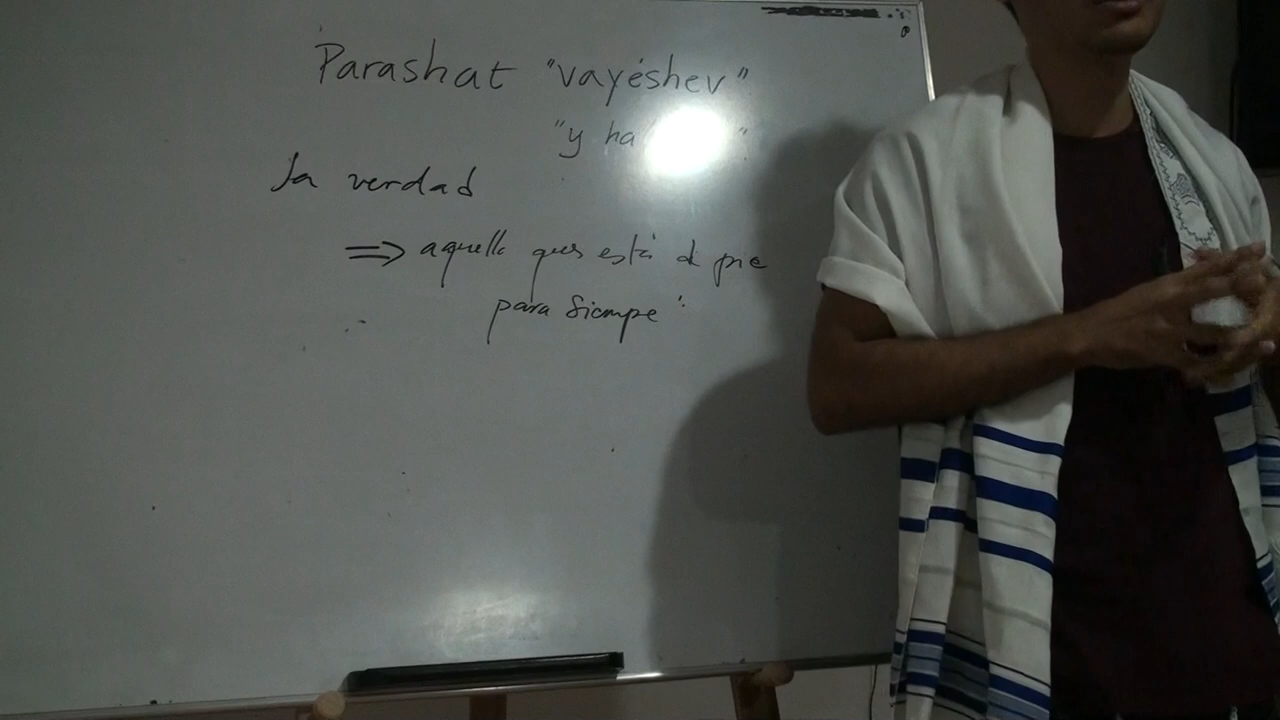 Parashat "vayéshev"
"y ha "
la verdad
⇒ aquello que está de pie
para siempre